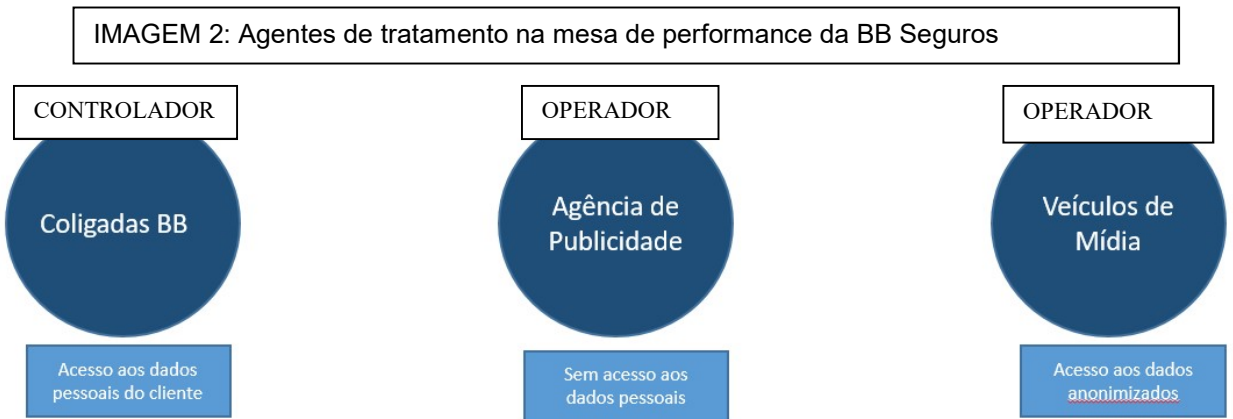 IMAGEM 2: Agentes de tratamento na mesa de performance da BB Seguros
CONTROLADOR
Coligadas BB
Acesso aos dados
pessoais do cliente
OPERADOR
Agência de
Publicidade
Sem acesso aos
dados pessoais
OPERADOR
Veículos de
Mídia
Acesso aos dados
anonimizados